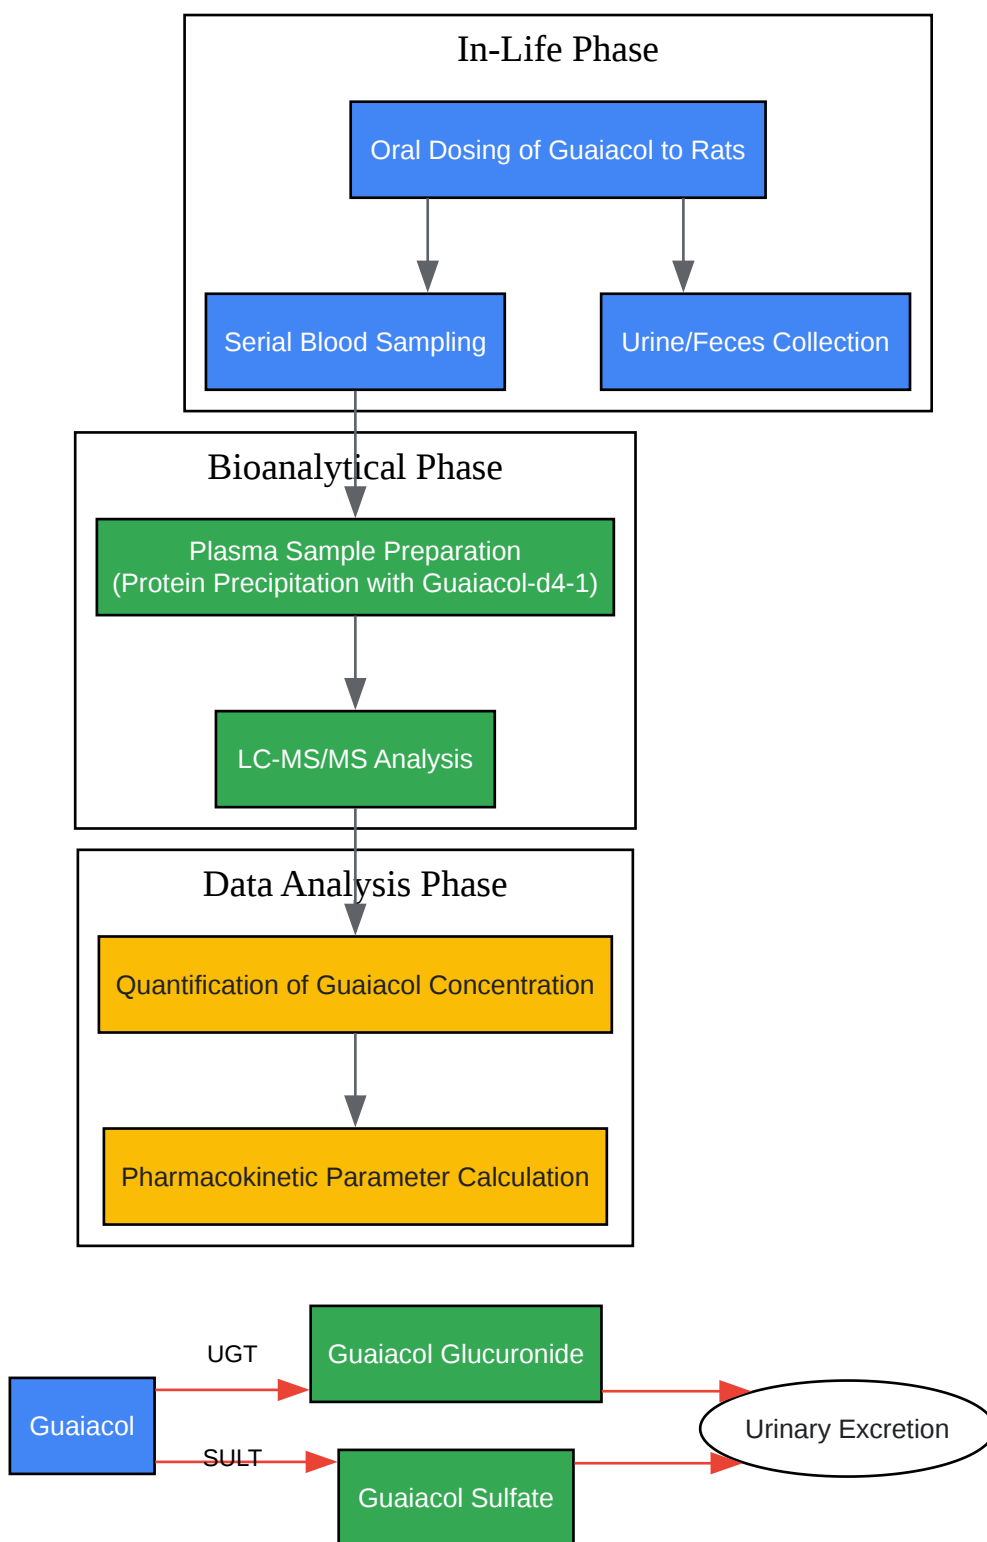 In-Life Phase
Oral Dosing of Guaiacol to Rats
Serial Blood Sampling
Urine/Feces Collection
Bioanalytical Phase
Plasma Sample Preparation
(Protein Precipitation with Guaiacol-d4-1)
LC-MS/MS Analysis
Data Analysis Phase
Quantification of Guaiacol Concentration
Pharmacokinetic Parameter Calculation
Guaiacol
UGT
SULT
Guaiacol Glucuronide
Guaiacol Sulfate
Urinary Excretion